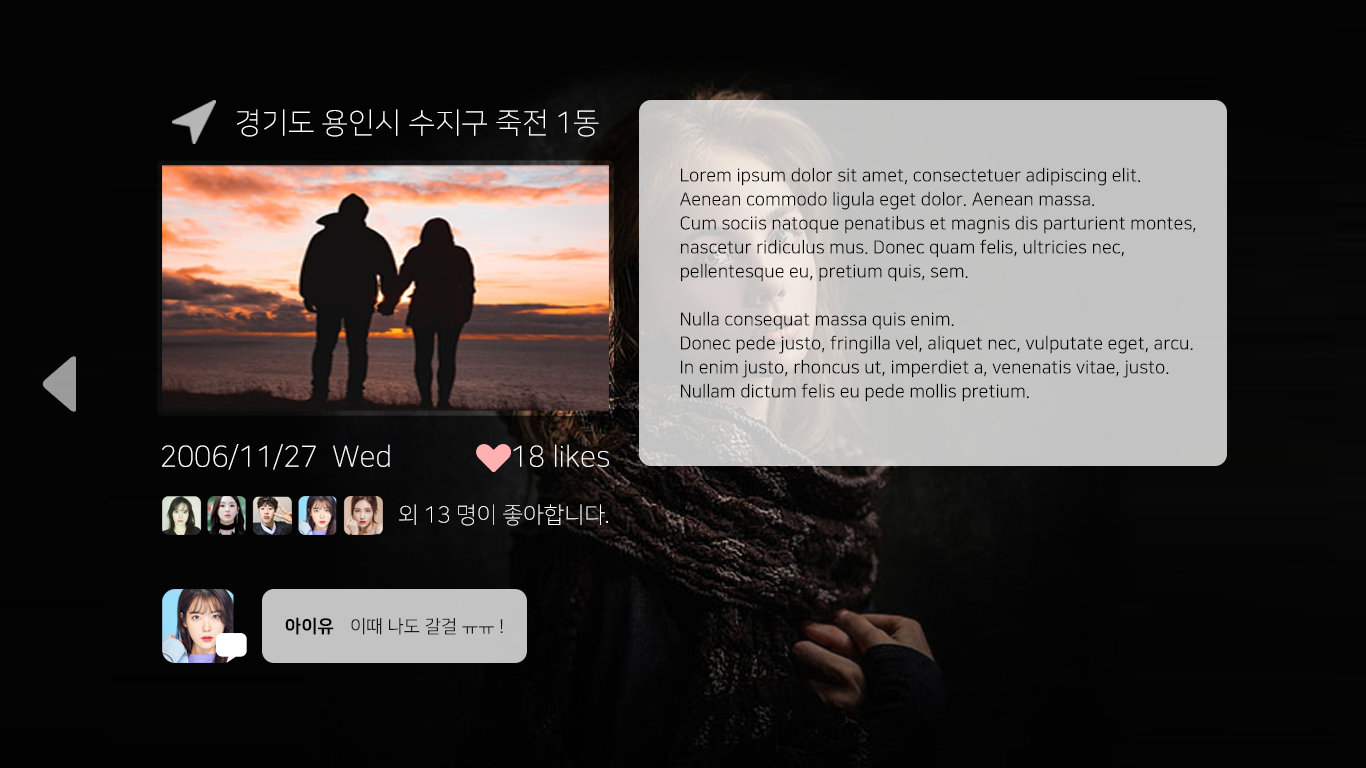 경기도 용인시 수지구 죽전 1동
Lorem ipsum dolor sit amet, consectetuer adipiscing elit.
Aenean commodo ligula eget dolor. Aenean massa.
Cum sociis natoque penatibus et magnis dis parturient montes,
nascetur ridiculus mus. Donec quam felis, ultricies nec,
pellentesque eu, pretium quis, sem.
Nulla consequat massa quis enim.
Donec pede justo, fringilla vel, aliquet nec, vulputate eget, arcu.
In enim justo, rhoncus ut, imperdiet a, venenatis vitae, justo.
Nullam dictum felis eu pede mollis pretium.
2006/11/27 Wed
18 likes
외 13 명이 좋아합니다.
아이유 이때 나도 갈걸 ㅠㅠ !